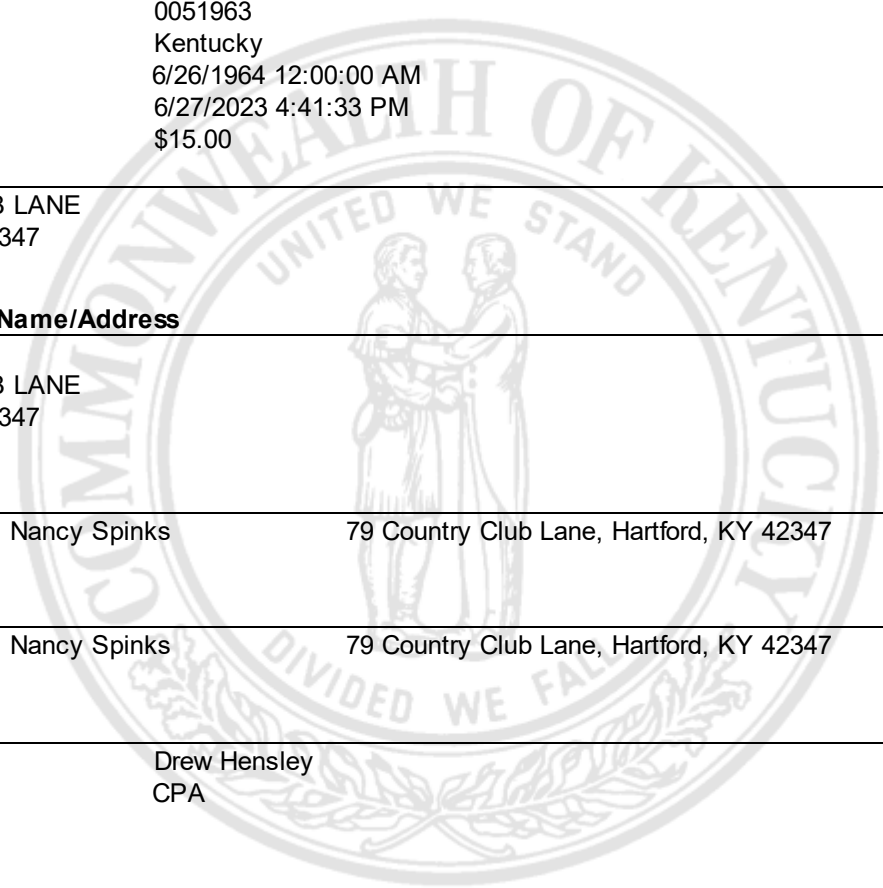 0051963
Kentucky
6/26/1964 12:00:00 AM
6/27/2023 4:41:33 PM
$15.00
LANE
347
Name/Address
LANE
347
Nancy Spinks 79 Country Club Lane, Hartford, KY 42347
Nancy Spinks 79 Country Club Lane, Hartford, KY 42347
Drew Hensley
CPA
COMMONWEALTH OF KENTUCKY
UNITED WE STAND
DIVIDED WE FALL